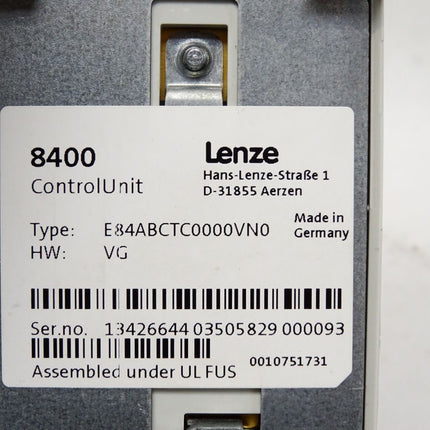 8400 Lenze
ControlUnit Hans-Lenze-Straße 1
D-31855 Aerzen
Type: E84ABCTC0000VN0 Made in
HW: VG Germany
Ser.no. 13426644 03505829 000093
0010751731
Assembled under UL FUS